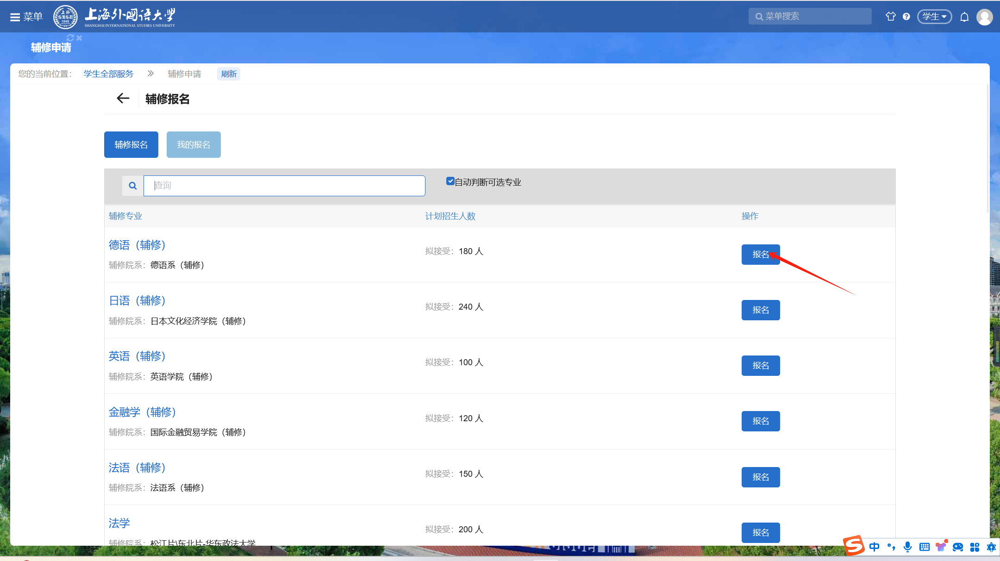 菜单
上海外国语大学
SHANGHAI INTERNATIONAL STUDIES UNIVERSITY
上外
SISU
1949
菜单搜索
学生
辅修申请
您的当前位置：
学生全部服务
辅修申请
刷新
辅修报名
辅修报名
我的报名
查询
自动判断可选专业
辅修专业
计划招生人数
操作
德语（辅修）
辅修院系：德语系（辅修）
拟接受：180 人
报名
日语（辅修）
辅修院系：日本文化经济学院（辅修）
拟接受：240 人
报名
英语（辅修）
辅修院系：英语学院（辅修）
拟接受：100 人
报名
金融学（辅修）
辅修院系：国际金融贸易学院（辅修）
拟接受：120 人
报名
法语（辅修）
辅修院系：法语系（辅修）
拟接受：150 人
报名
法学
辅修院系：松江片\东北片-华东政法大学
拟接受：200 人
报名
中